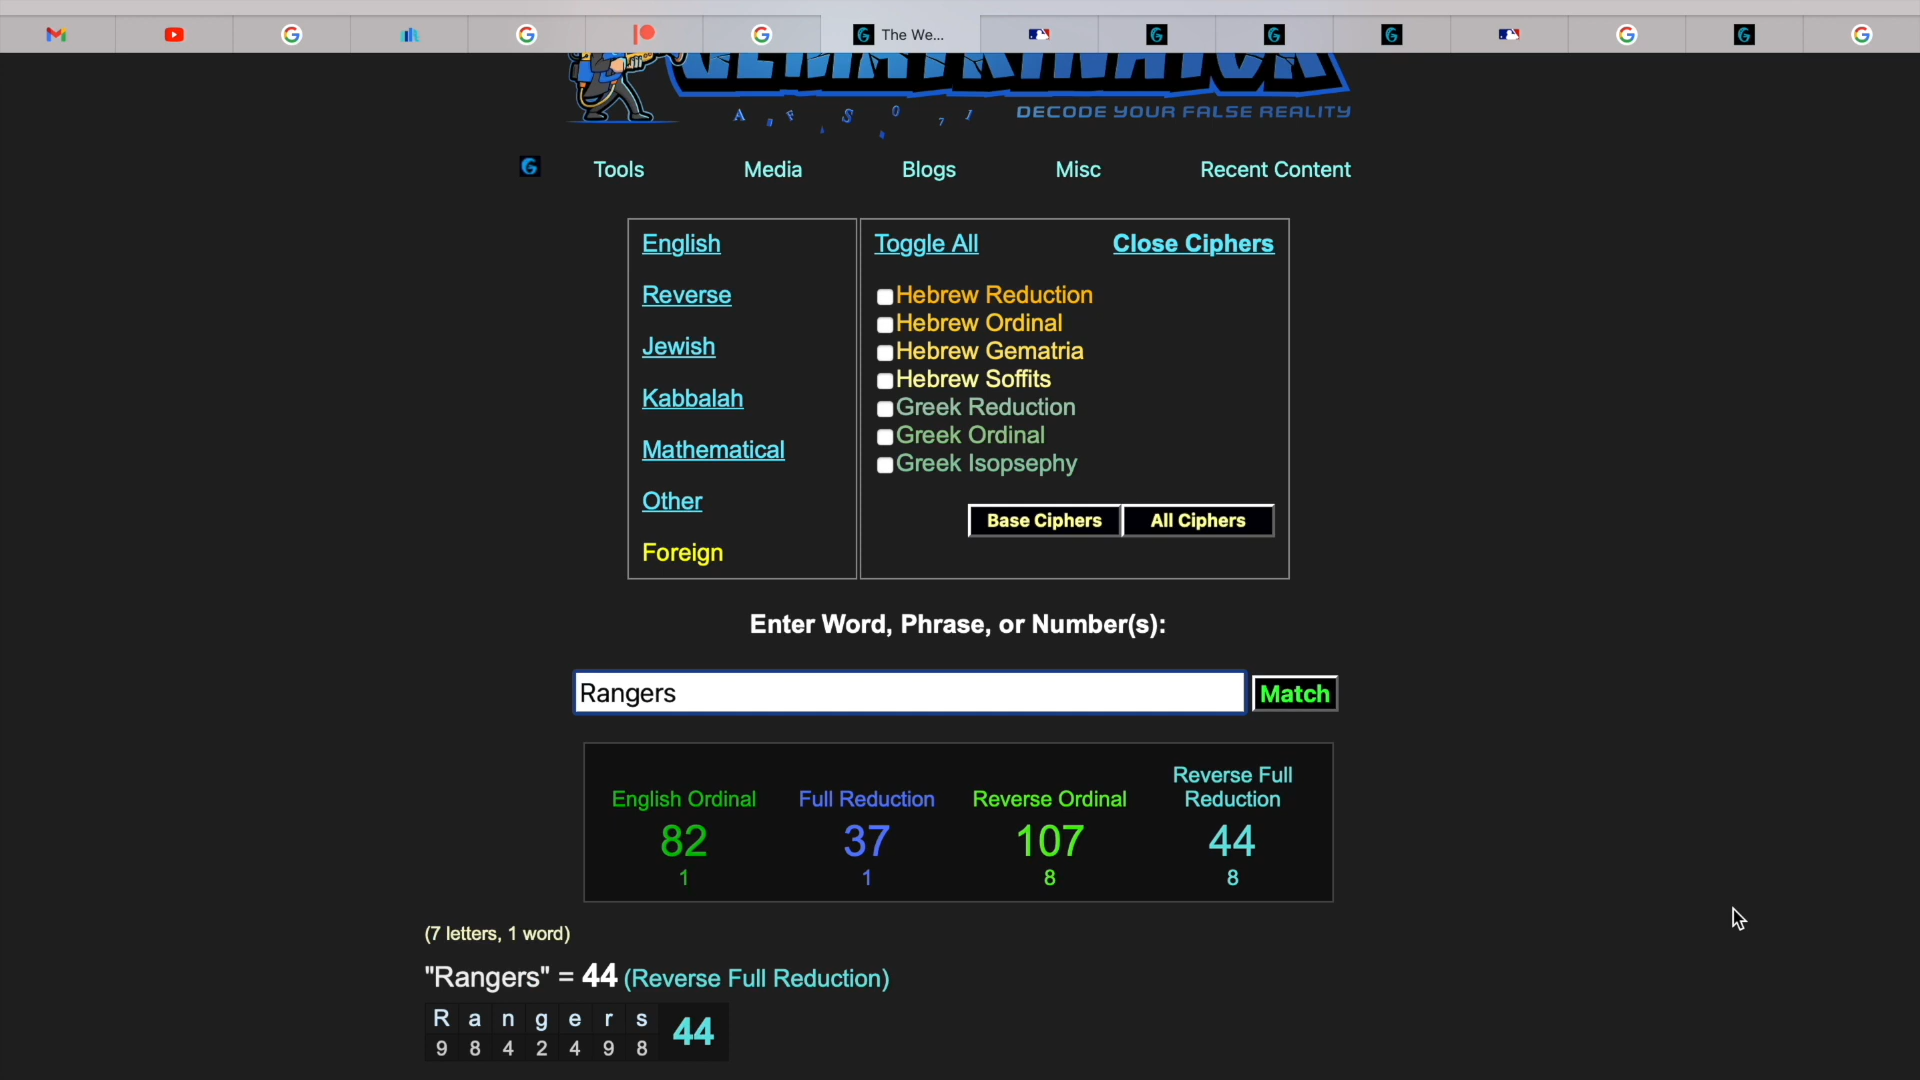 The We...
GEMATRINATOR
DECODE YOUR FALSE REALITY
Tools Media Blogs Misc Recent Content
English
Reverse
Jewish
Kabbalah
Mathematical
Other
Foreign
Toggle All Close Ciphers
Hebrew Reduction
Hebrew Ordinal
Hebrew Gematria
Hebrew Soffits
Greek Reduction
Greek Ordinal
Greek Isopsephy
Base Ciphers All Ciphers
Enter Word, Phrase, or Number(s):
Rangers Match
English Ordinal Full Reduction Reverse Ordinal Reverse Full Reduction
82 37 107 44
1 1 8 8
(7 letters, 1 word)
"Rangers" = 44 (Reverse Full Reduction)
R a n g e r s 44
9 8 4 2 4 9 8